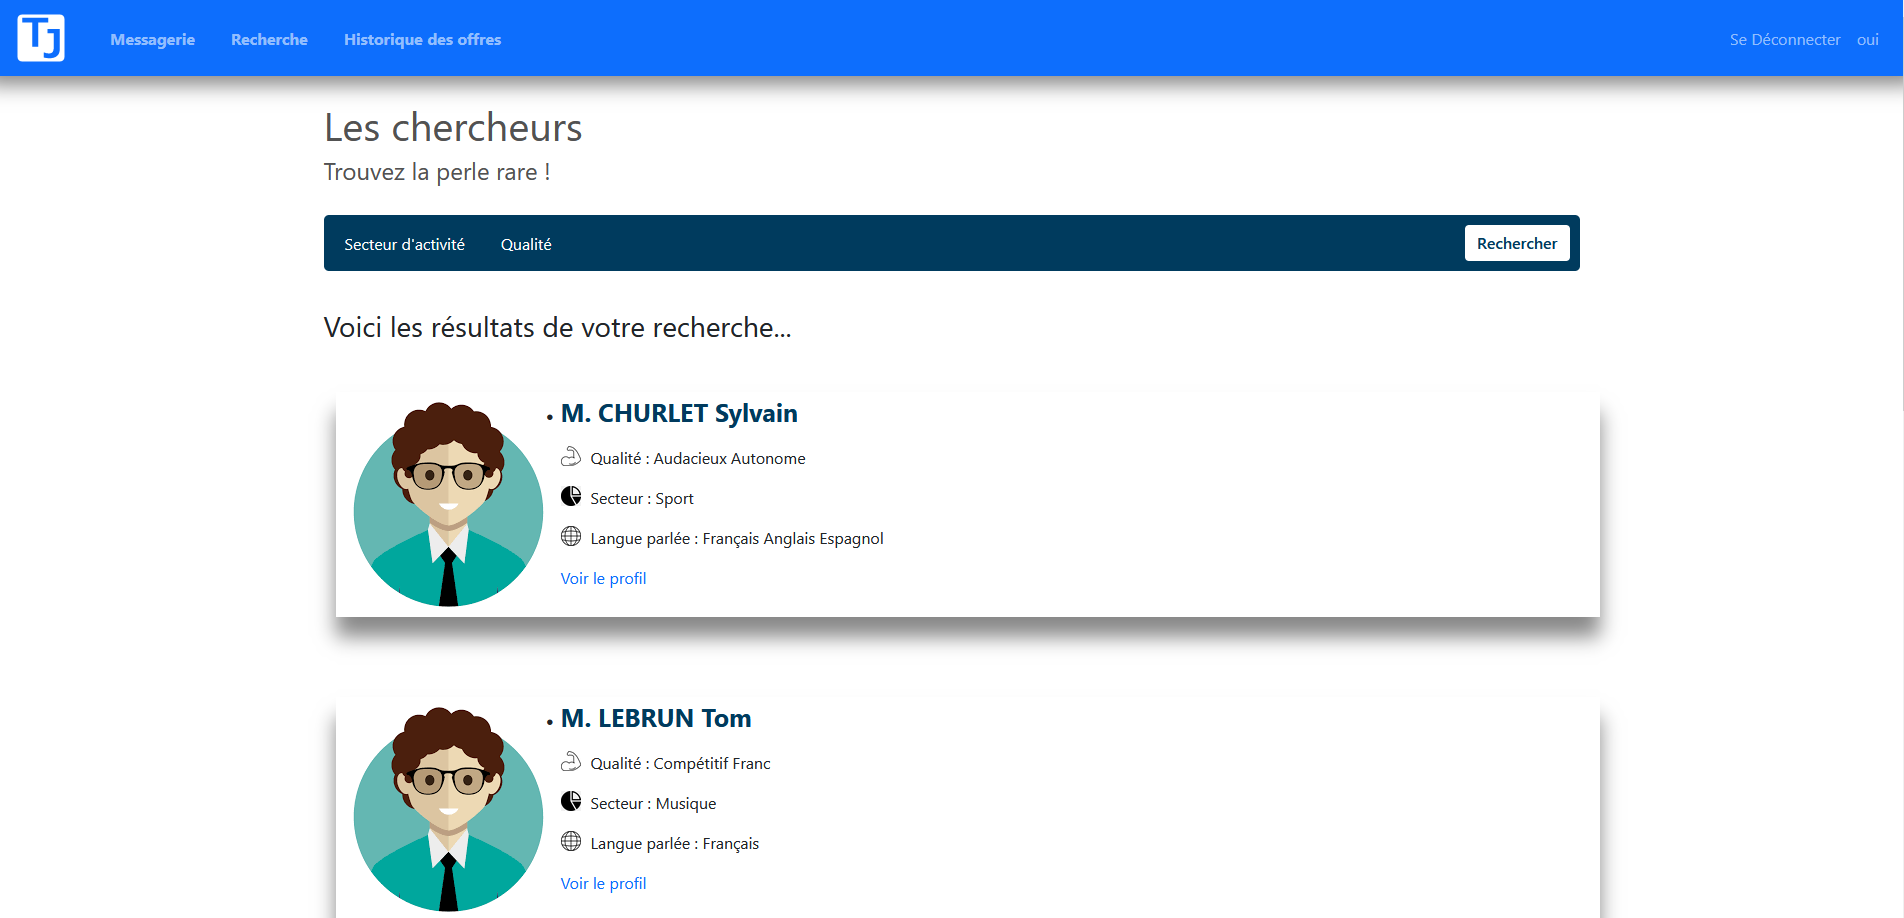 TJ Messagerie Recherche Historique des offres Se Déconnecter oui
Les chercheurs
Trouvez la perle rare !
Secteur d'activité Qualité Rechercher
Voici les résultats de votre recherche...
• M. CHURLET Sylvain
Qualité : Audacieux Autonome
Secteur : Sport
Langue parlée : Français Anglais Espagnol
Voir le profil
• M. LEBRUN Tom
Qualité : Compétitif Franc
Secteur : Musique
Langue parlée : Français
Voir le profil